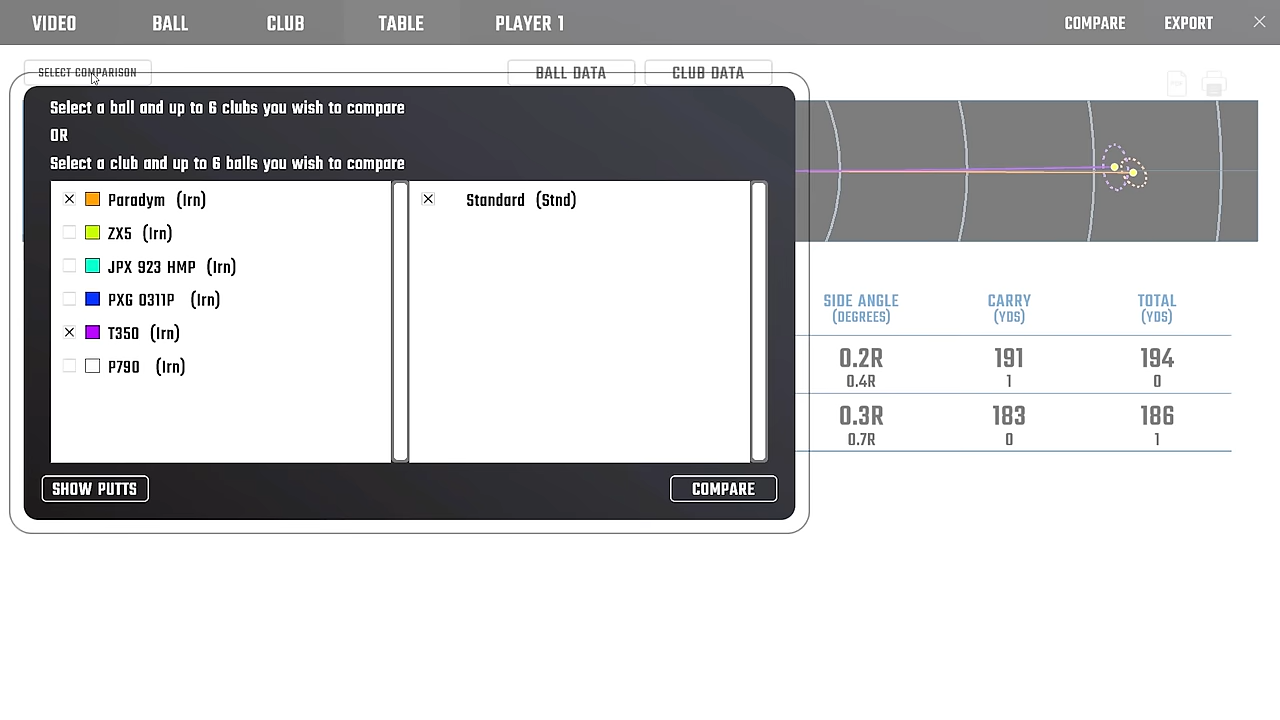 VIDEO BALL CLUB TABLE PLAYER 1 COMPARE EXPORT
SELECT COMPARISON BALL DATA CLUB DATA
Select a ball and up to 6 clubs you wish to compare
OR
Select a club and up to 6 balls you wish to compare
Paradym (Irn)
ZX5 (Irn)
JPX 923 HMP (Irn)
PXG 0311P (Irn)
T350 (Irn)
P790 (Irn)
Standard (Stnd)
SHOW PUTTS COMPARE
SIDE ANGLE CARRY TOTAL
(DEGREES) (YDS) (YDS)
0.2R 191 194
0.4R 1 0
0.3R 183 186
0.7R 0 1